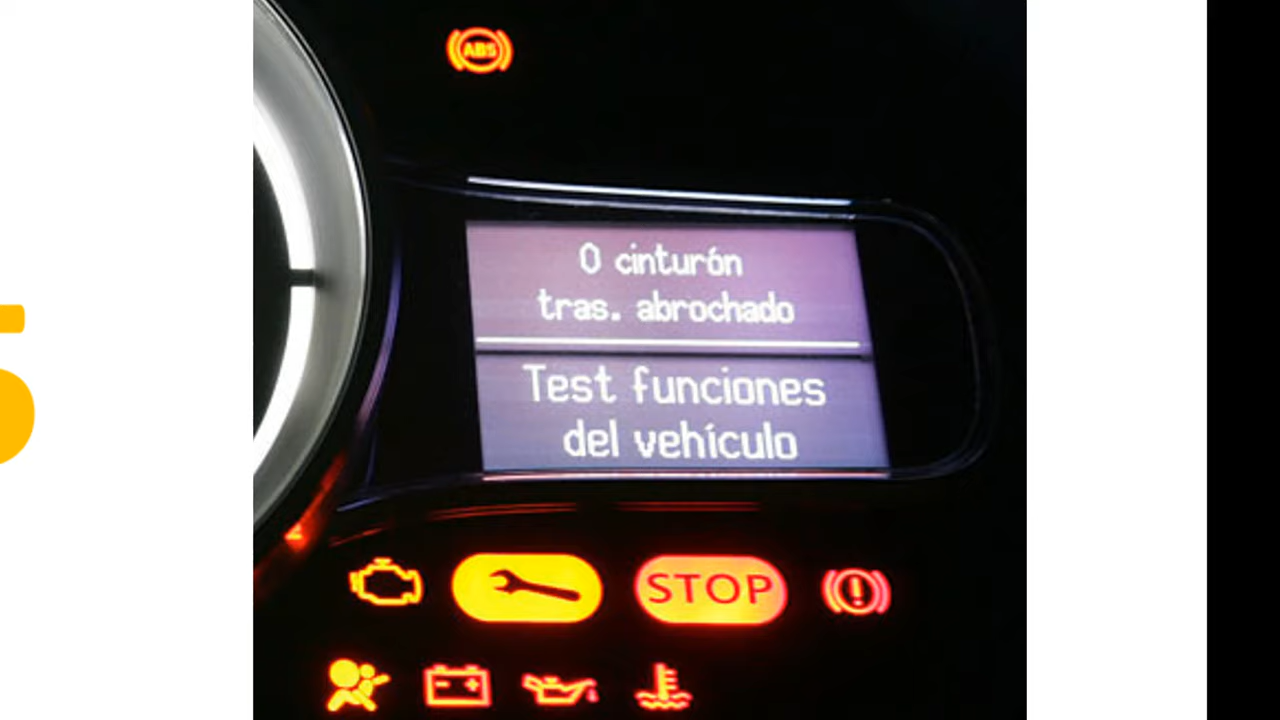 ABS
0 cinturón
tras. abrochado
Test funciones
del vehículo
STOP